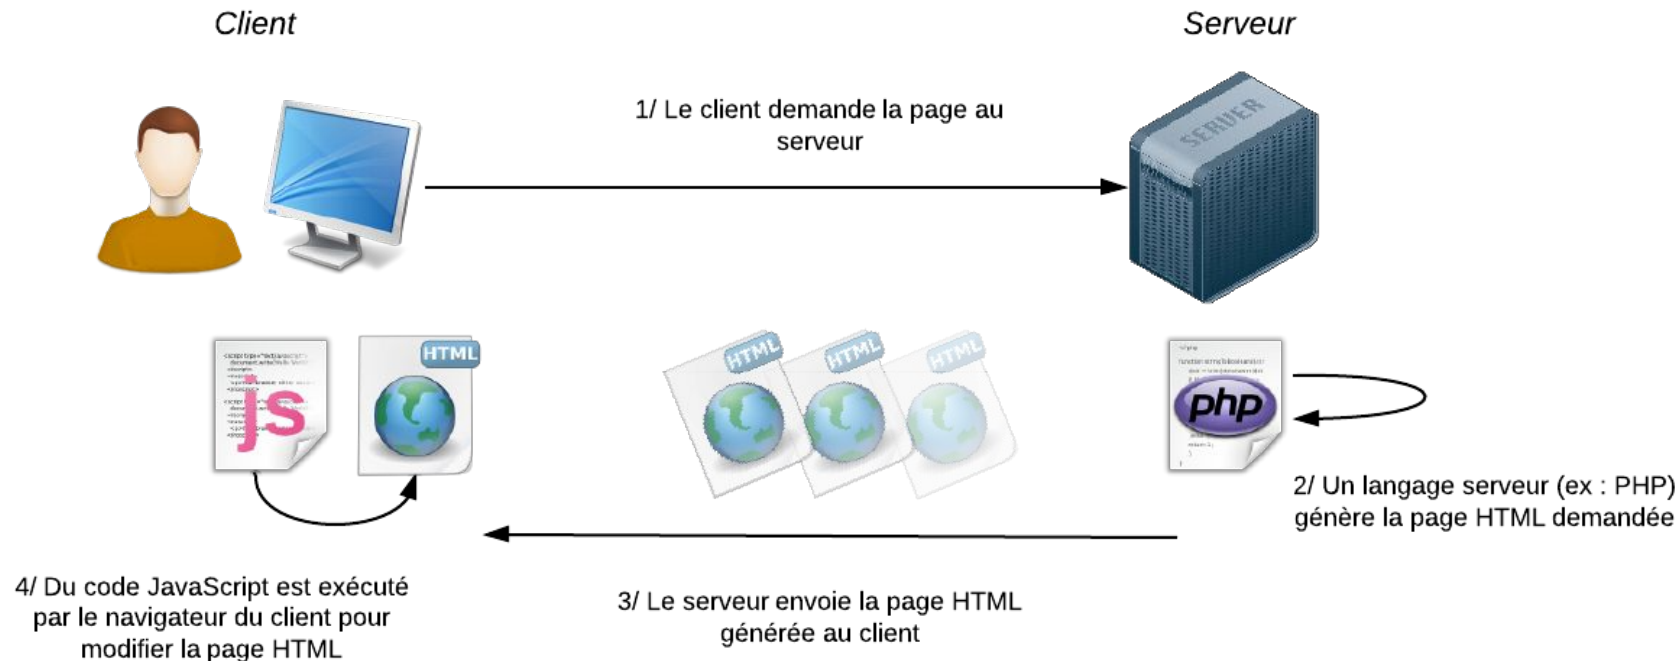 Client
Serveur
1/ Le client demande la page au
serveur
SERVER
js
HTML
HTML
HTML
HTML
php
2/ Un langage serveur (ex : PHP)
génère la page HTML demandée
4/ Du code JavaScript est exécuté
par le navigateur du client pour
modifier la page HTML
3/ Le serveur envoie la page HTML
générée au client